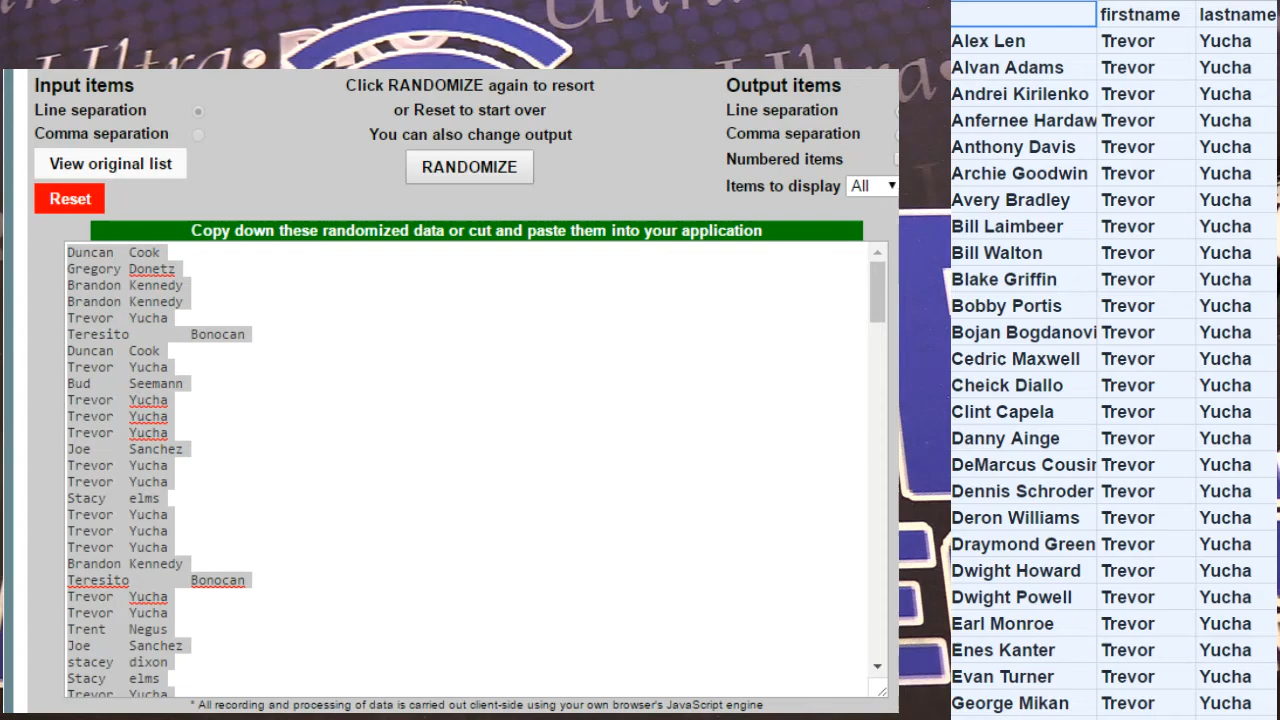 Ultra PRO
Input items
Line separation
Comma separation
View original list
Reset
Click RANDOMIZE again to resort
or Reset to start over
You can also change output
RANDOMIZE
Output items
Line separation
Comma separation
Numbered items
Items to display All
Copy down these randomized data or cut and paste them into your application
Duncan Cook
Gregory Donetz
Brandon Kennedy
Brandon Kennedy
Trevor Yucha
Teresito Bonocan
Duncan Cook
Trevor Yucha
Bud Seemann
Trevor Yucha
Trevor Yucha
Trevor Yucha
Joe Sanchez
Trevor Yucha
Trevor Yucha
Stacy elms
Trevor Yucha
Trevor Yucha
Trevor Yucha
Brandon Kennedy
Teresito Bonocan
Trevor Yucha
Trevor Yucha
Trent Negus
Joe Sanchez
stacey dixon
Stacy elms
Trevor Yucha
* All recording and processing of data is carried out client-side using your own browser's JavaScript engine
firstname lastname
Alex Len Trevor Yucha
Alvan Adams Trevor Yucha
Andrei Kirilenko Trevor Yucha
Anfernee Hardaw Trevor Yucha
Anthony Davis Trevor Yucha
Archie Goodwin Trevor Yucha
Avery Bradley Trevor Yucha
Bill Laimbeer Trevor Yucha
Bill Walton Trevor Yucha
Blake Griffin Trevor Yucha
Bobby Portis Trevor Yucha
Bojan Bogdanovi Trevor Yucha
Cedric Maxwell Trevor Yucha
Cheick Diallo Trevor Yucha
Clint Capela Trevor Yucha
Danny Ainge Trevor Yucha
DeMarcus Cousin Trevor Yucha
Dennis Schroder Trevor Yucha
Deron Williams Trevor Yucha
Draymond Green Trevor Yucha
Dwight Howard Trevor Yucha
Dwight Powell Trevor Yucha
Earl Monroe Trevor Yucha
Enes Kanter Trevor Yucha
Evan Turner Trevor Yucha
George Mikan Trevor Yucha